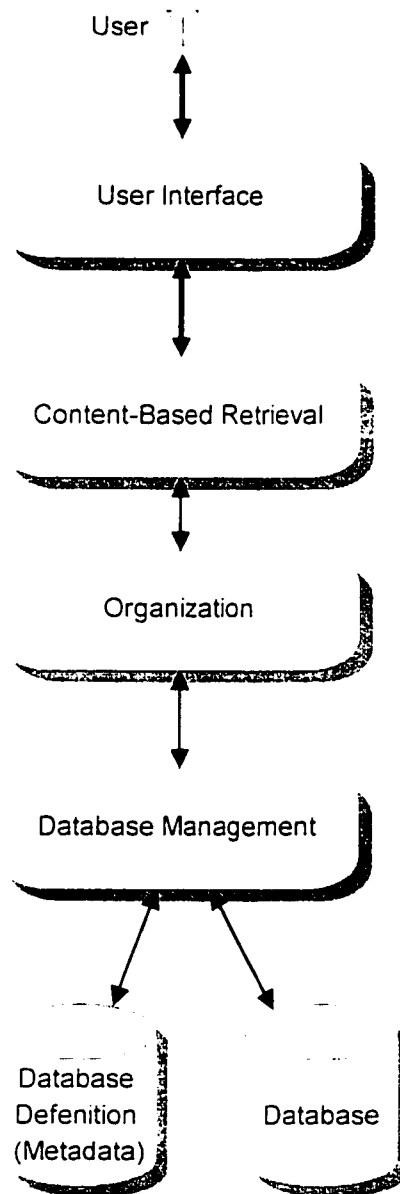 User
User Interface
Content-Based Retrieval
Organization
Database Management
Database
Defenition
(Metadata)
Database